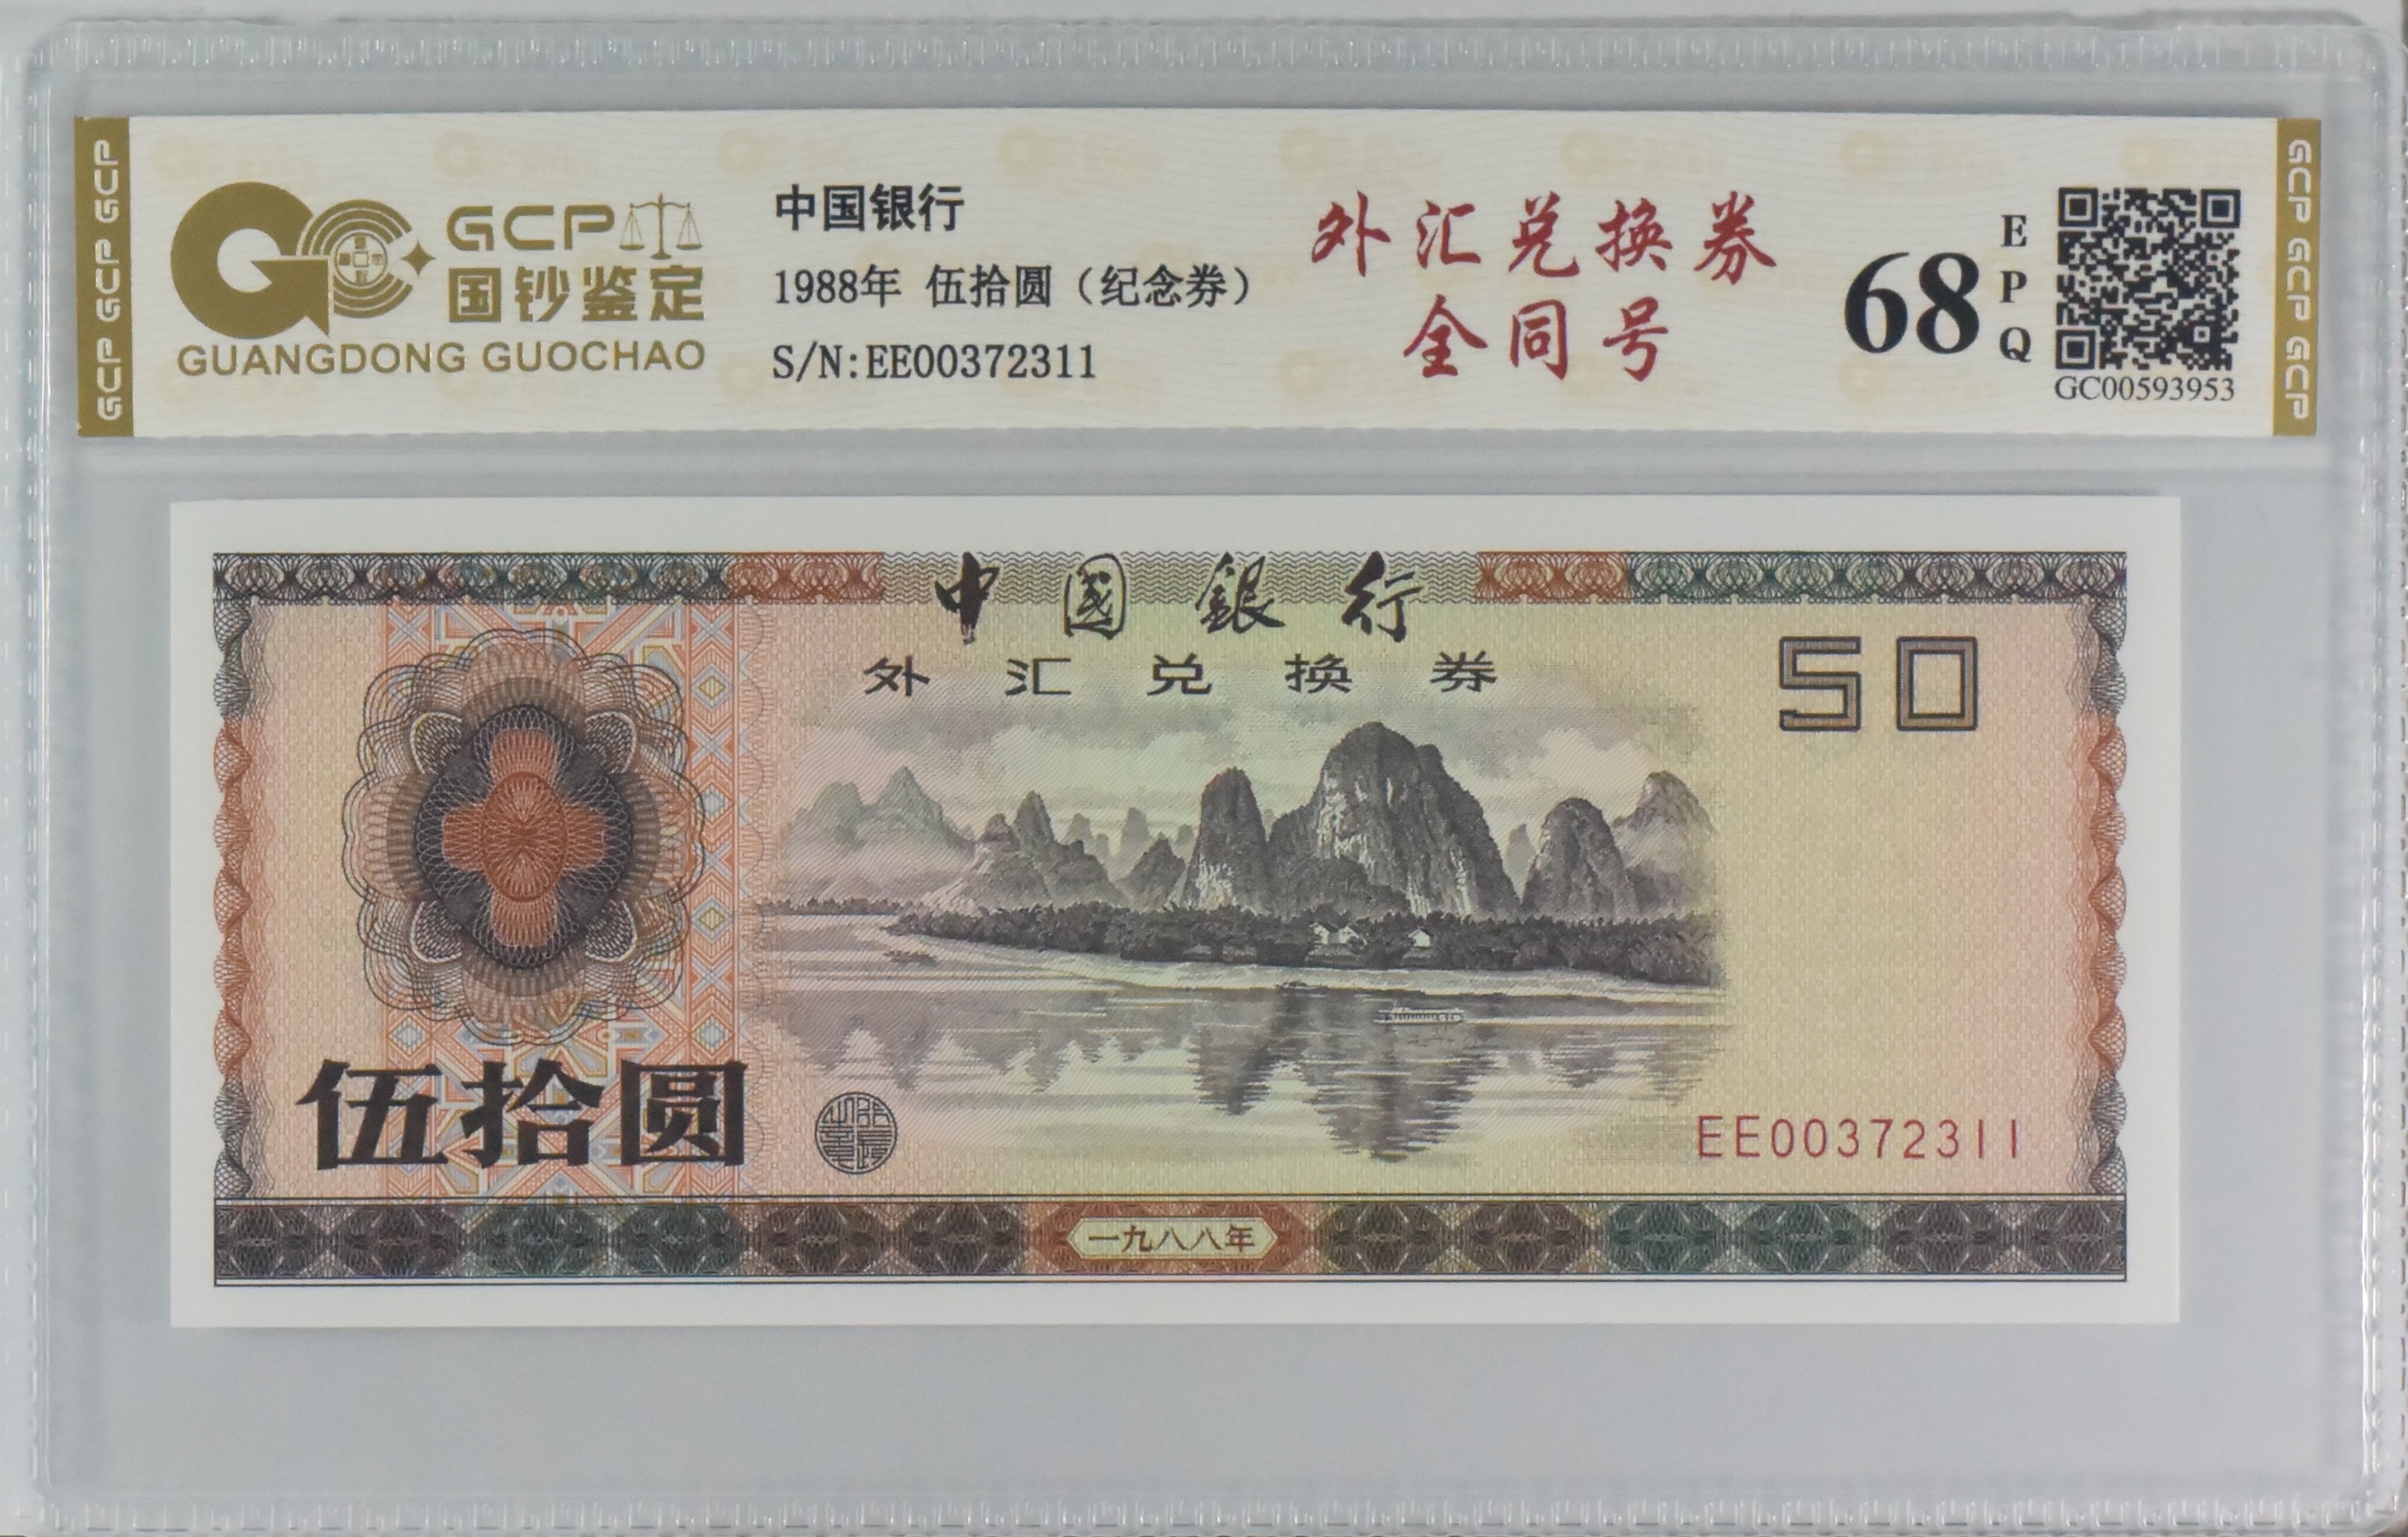 GCP GCP GCP
GCP
国钞鉴定
GUANGDONG GUOCHAO
中国银行
1988年 伍拾圆（纪念券）
S/N:EE00372311
外汇兑换券
全同号
68
EPQ
GC00593953
GCP GCP GCP
中國銀行
外汇兑换券
50
伍拾圆
EE00372311
一九八八年